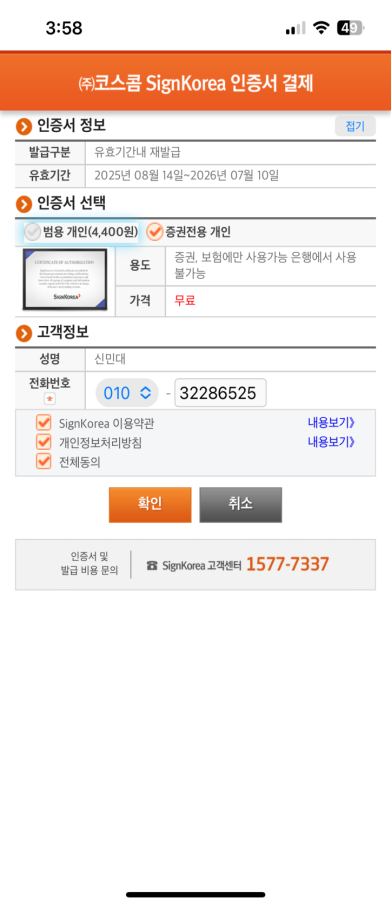 3:58
49
㈜코스콤 SignKorea 인증서 결제
인증서 정보
접기
발급구분 유효기간내 재발급
유효기간 2025년 08월 14일~2026년 07월 10일
인증서 선택
범용 개인(4,400원) 증권전용 개인
CERTIFICATE OF AUTHORISATION
SIGNKOREA
용도 증권, 보험에만 사용가능 은행에서 사용
불가능
가격 무료
고객정보
성명 신민대
전화번호 010 - 32286525
SignKorea 이용약관 내용보기》
개인정보처리방침 내용보기》
전체동의
확인 취소
인증서 및
발급 비용 문의
☎ SignKorea 고객센터 1577-7337